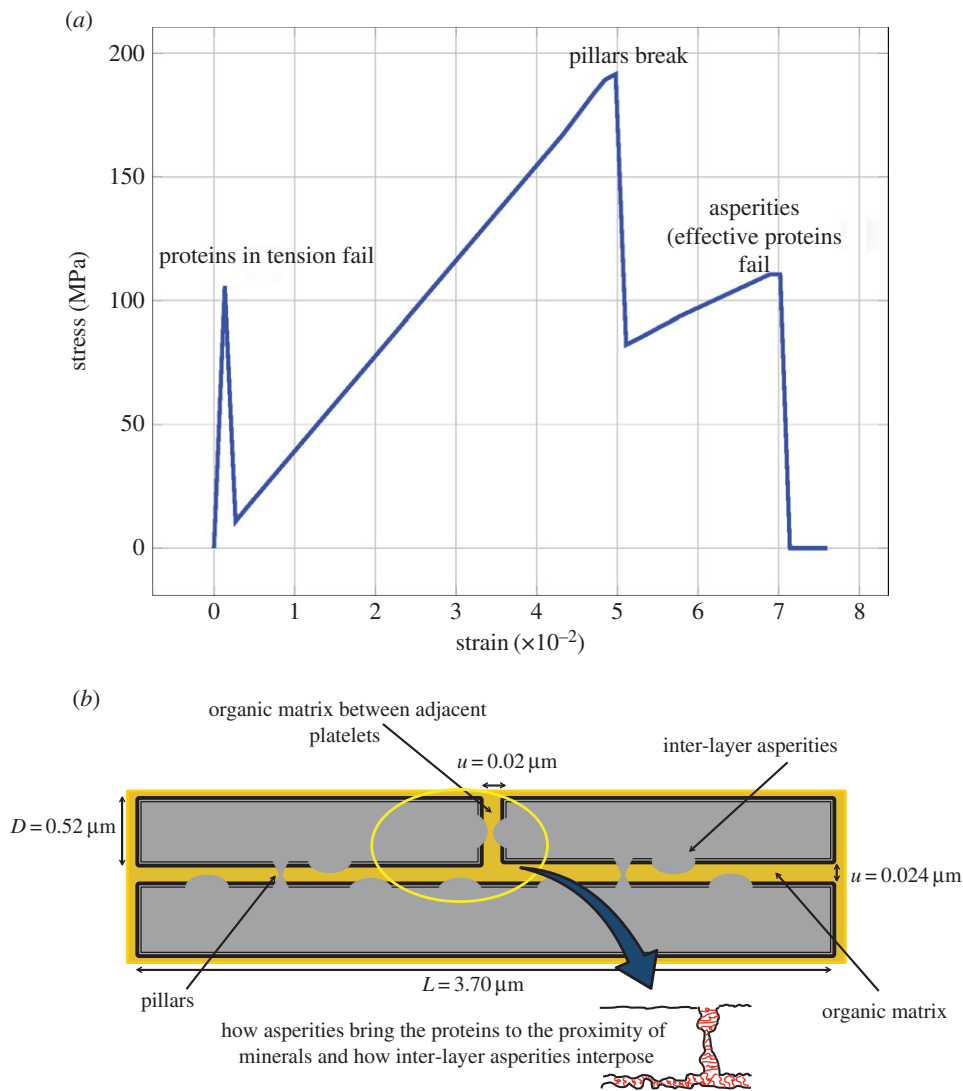 (a)
200
150
100
50
0
stress (MPa)
pillars break
asperities
(effective proteins
fail
proteins in tension fail
0 1 2 3 4 5 6 7 8
strain (×10⁻²)
(b)
organic matrix between adjacent
platelets
u = 0.02 µm
inter-layer asperities
D = 0.52 µm
u = 0.024 µm
pillars
L = 3.70 µm
organic matrix
how asperities bring the proteins to the proximity of
minerals and how inter-layer asperities interpose